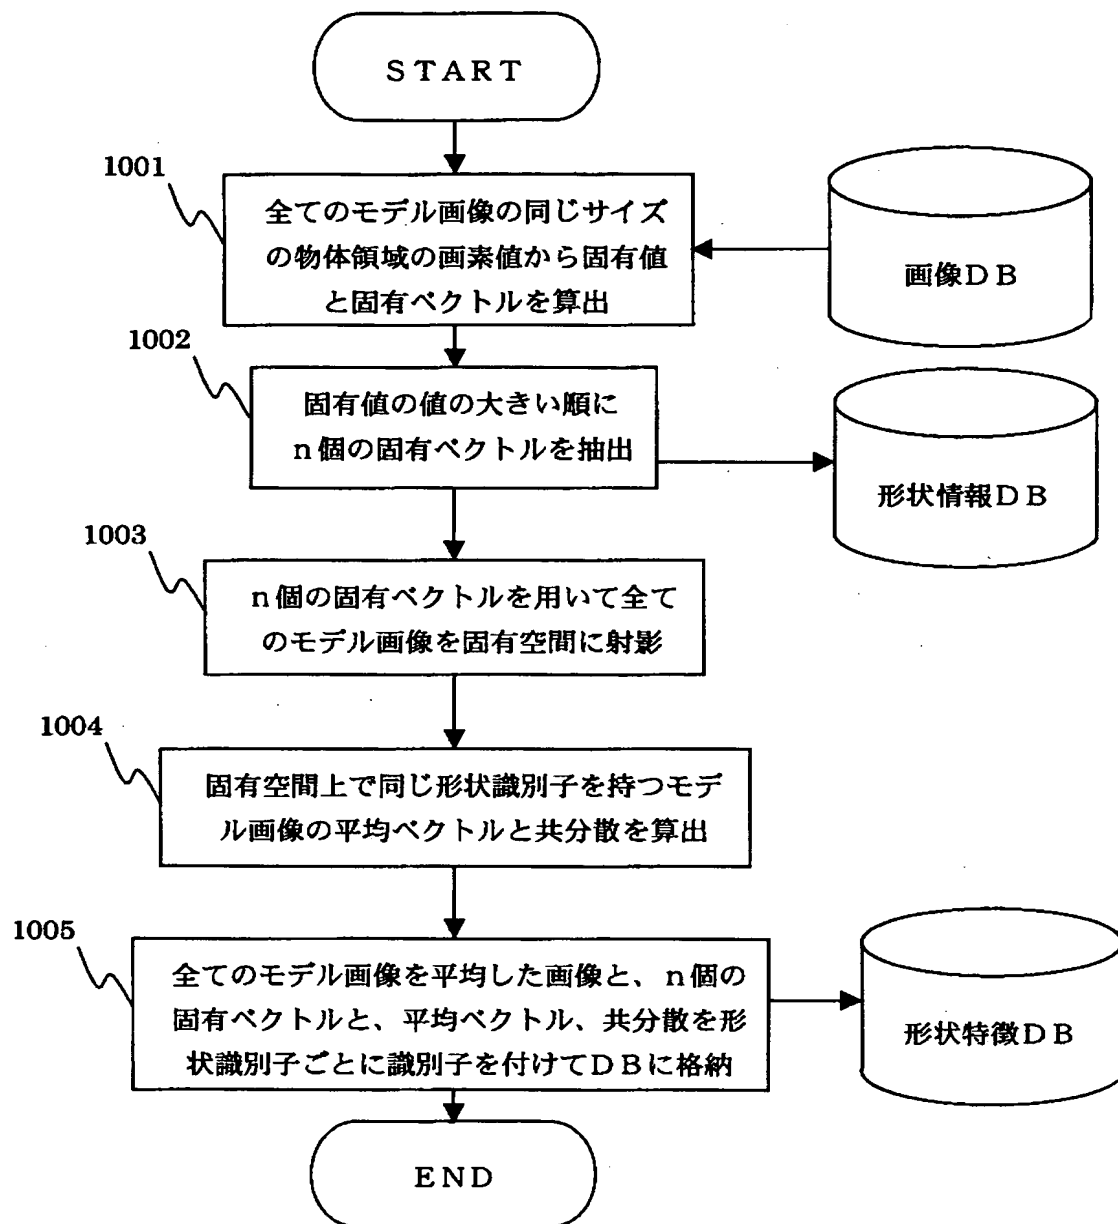 START
1001
全てのモデル画像の同じサイズ
の物体領域の画素値から固有値
と固有ベクトルを算出
画像DB
1002
固有値の値の大きい順に
n個の固有ベクトルを抽出
形状情報DB
1003
n個の固有ベクトルを用いて全て
のモデル画像を固有空間に射影
1004
固有空間上で同じ形状識別子を持つモデ
ル画像の平均ベクトルと共分散を算出
1005
全てのモデル画像を平均した画像と、n個の
固有ベクトルと、平均ベクトル、共分散を形
状識別子ごとに識別子を付けてDBに格納
形状特徴DB
END